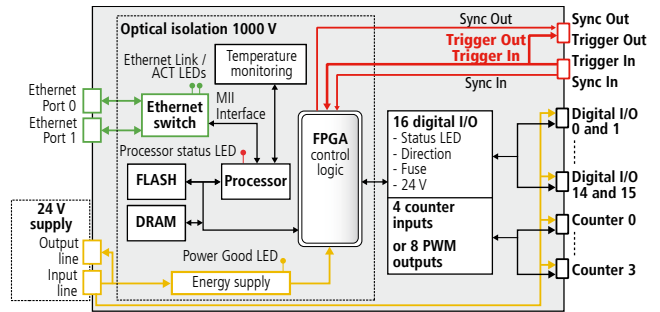 Optical isolation 1000 V
Sync Out
Sync Out
Trigger Out
Trigger Out
Trigger In
Trigger In
Sync In
Sync In
Ethernet Link /
ACT LEDs
Temperature
monitoring
Ethernet
Port 0
Ethernet
Port 1
Ethernet
switch
MII
Interface
Processor status LED
FLASH
Processor
DRAM
FPGA
control
logic
16 digital I/O
- Status LED
- Direction
- Fuse
- 24 V
4 counter
inputs
or 8 PWM
outputs
Digital I/O
0 and 1
Digital I/O
14 and 15
Counter 0
Counter 3
24 V
supply
Output
line
Input
line
Power Good LED
Energy supply